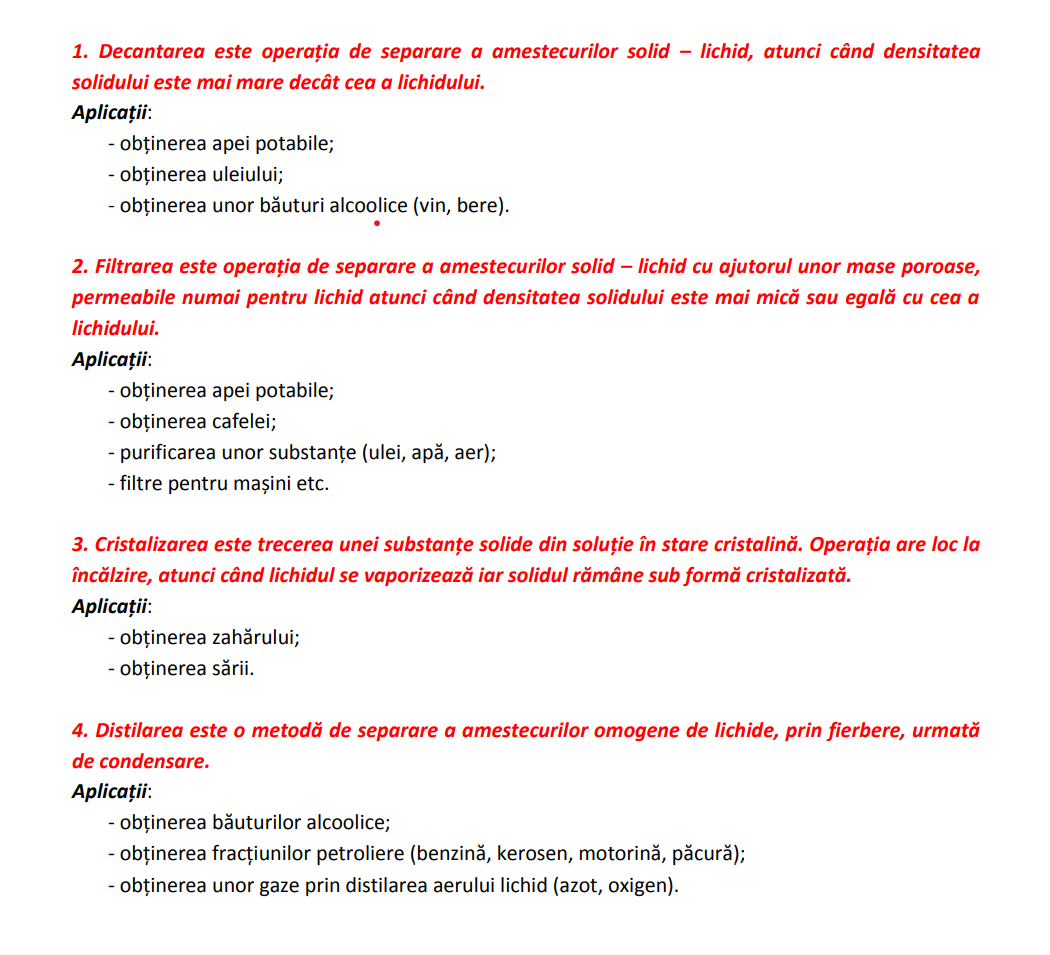 1. Decantarea este operația de separare a amestecurilor solid – lichid, atunci când densitatea
solidului este mai mare decât cea a lichidului.
Aplicații:
- obținerea apei potabile;
- obținerea uleiului;
- obținerea unor băuturi alcoolice (vin, bere).
2. Filtrarea este operația de separare a amestecurilor solid – lichid cu ajutorul unor mase poroase,
permeabile numai pentru lichid atunci când densitatea solidului este mai mică sau egală cu cea a
lichidului.
Aplicații:
- obținerea apei potabile;
- obținerea cafelei;
- purificarea unor substanțe (ulei, apă, aer);
- filtre pentru mașini etc.
3. Cristalizarea este trecerea unei substanțe solide din soluție în stare cristalină. Operația are loc la
încălzire, atunci când lichidul se vaporizează iar solidul rămâne sub formă cristalizată.
Aplicații:
- obținerea zahărului;
- obținerea sării.
4. Distilarea este o metodă de separare a amestecurilor omogene de lichide, prin fierbere, urmată
de condensare.
Aplicații:
- obținerea băuturilor alcoolice;
- obținerea fracțiunilor petroliere (benzină, kerosen, motorină, păcură);
- obținerea unor gaze prin distilarea aerului lichid (azot, oxigen).